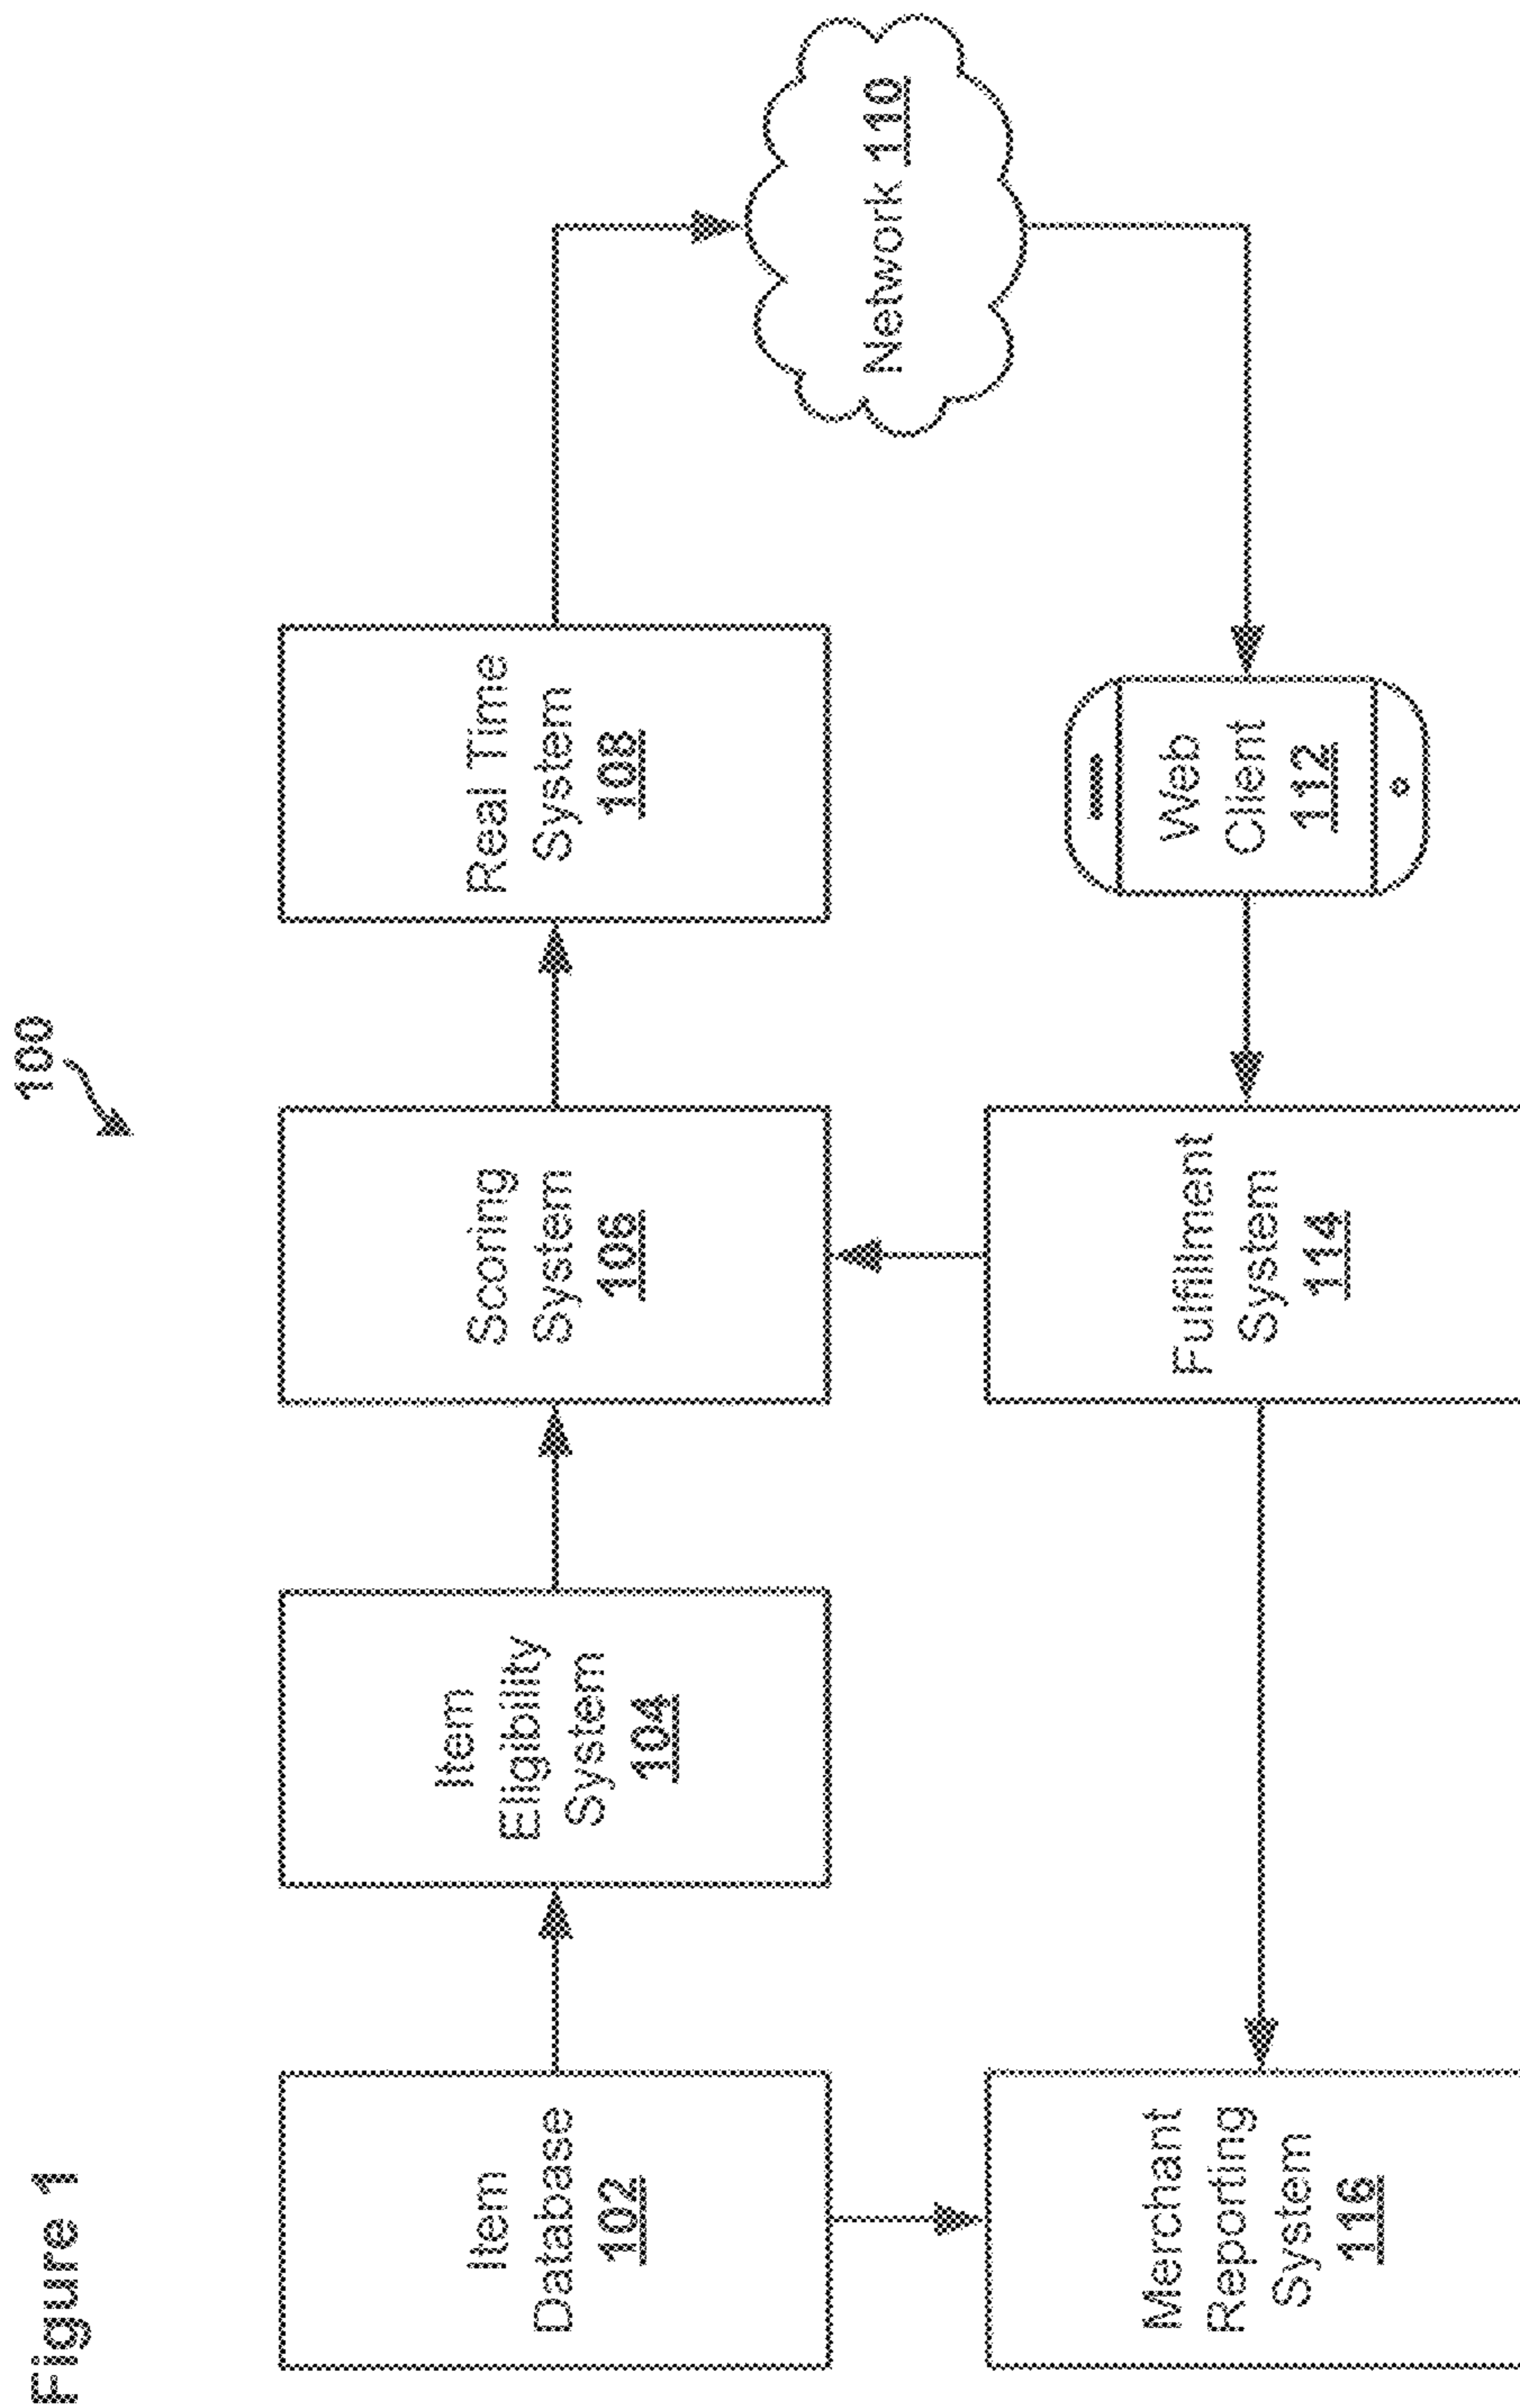 Figure 1
100
Item
Database
102
Item
Eligibility
System
104
Scoring
System
106
Real Time
System
108
Network 110
Merchant
Reporting
System
116
Fulfillment
System
114
Web
Client
112